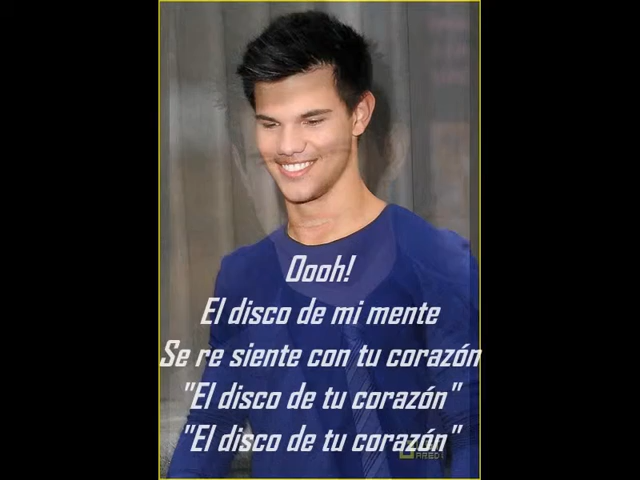 Oooh!
El disco de mi mente
Se re siente con tu corazón
"El disco de tu corazón"
"El disco de tu corazón"